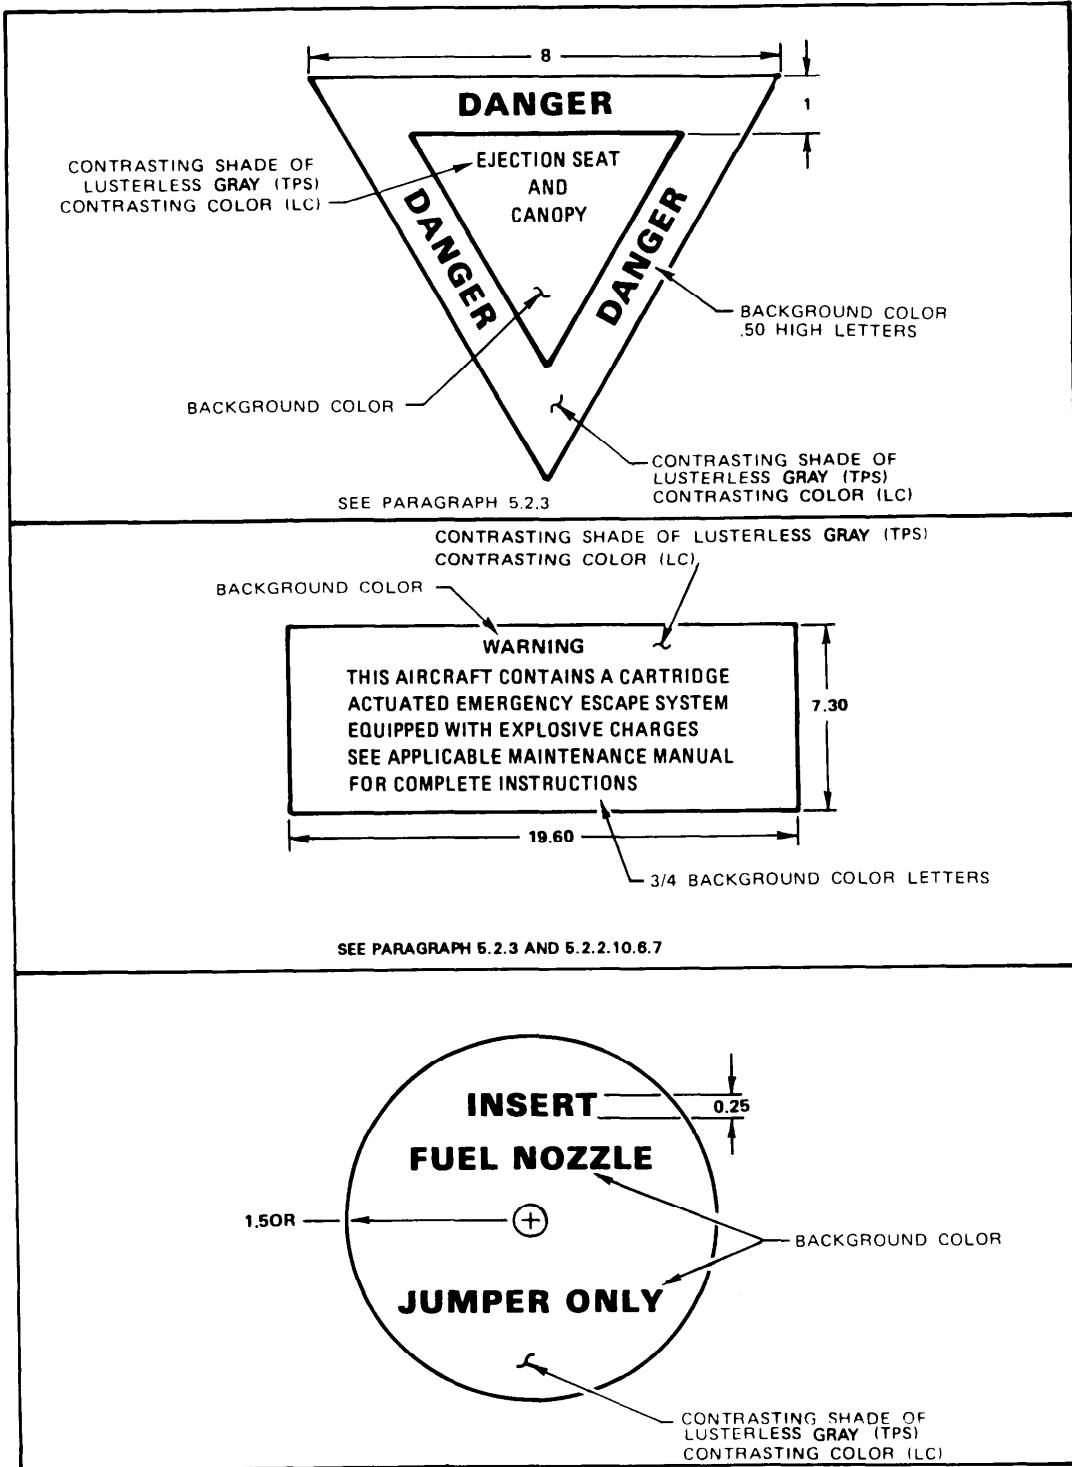 8
DANGER
1
EJECTION SEAT
AND
CANOPY
CONTRASTING SHADE OF
LUSTERLESS GRAY (TPS)
CONTRASTING COLOR (LC)
DANGER
DANGER
BACKGROUND COLOR
.50 HIGH LETTERS
BACKGROUND COLOR
CONTRASTING SHADE OF
LUSTERLESS GRAY (TPS)
CONTRASTING COLOR (LC)
SEE PARAGRAPH 5.2.3
CONTRASTING SHADE OF LUSTERLESS GRAY (TPS)
CONTRASTING COLOR (LC)
BACKGROUND COLOR
WARNING
THIS AIRCRAFT CONTAINS A CARTRIDGE
ACTUATED EMERGENCY ESCAPE SYSTEM
EQUIPPED WITH EXPLOSIVE CHARGES
SEE APPLICABLE MAINTENANCE MANUAL
FOR COMPLETE INSTRUCTIONS
7.30
19.60
3/4 BACKGROUND COLOR LETTERS
SEE PARAGRAPH 5.2.3 AND 5.2.2.10.6.7
INSERT
0.25
FUEL NOZZLE
1.50R
BACKGROUND COLOR
JUMPER ONLY
CONTRASTING SHADE OF
LUSTERLESS GRAY (TPS)
CONTRASTING COLOR (LC)